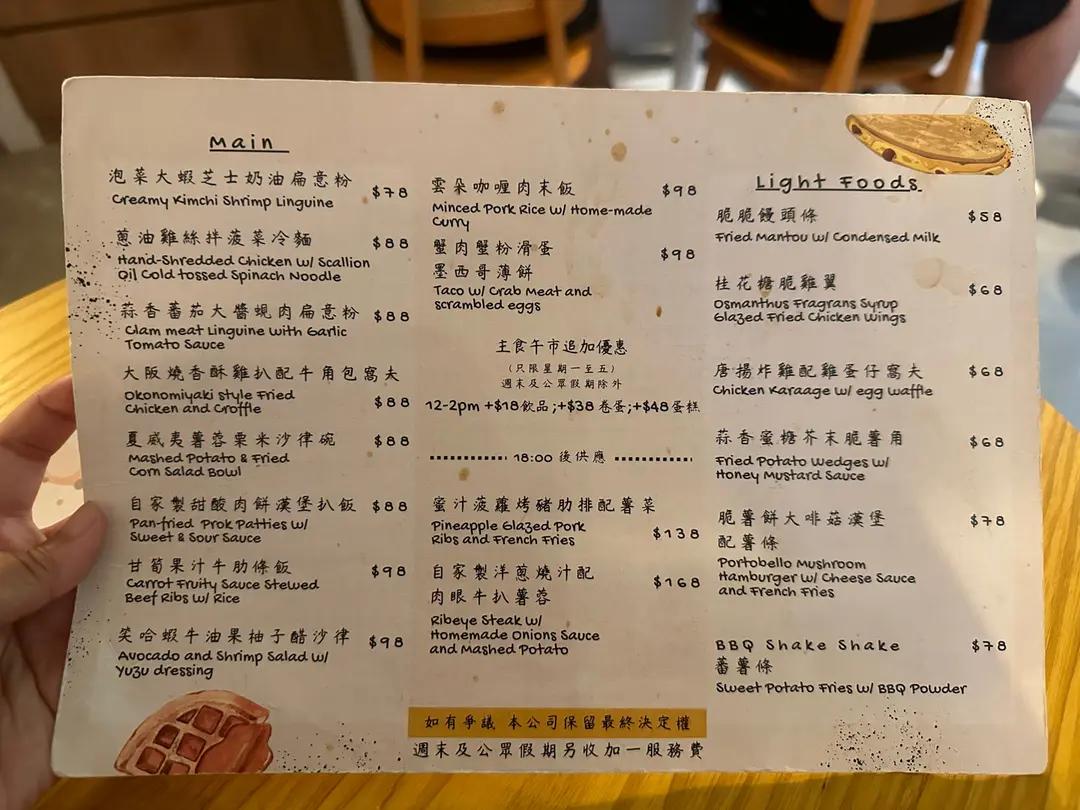 Main
泡菜大蝦芝士奶油扁意粉 $78
Creamy Kimchi Shrimp Linguine
蔥油雞絲拌菠菜冷麵 $88
Hand-Shredded Chicken w/ Scallion
Oil Cold tossed Spinach Noodle
蒜香蕃茄大醬蜆肉扁意粉 $88
Clam meat Linguine with Garlic
Tomato Sauce
大阪燒香酥雞扒配牛角包窩夫
Okonomiyaki Style Fried
Chicken and Croffle $88
夏威夷薯蓉粟米沙律碗 $88
Mashed Potato & Fried
Corn Salad Bowl
自家製甜酸肉餅漢堡扒飯 $88
Pan-fried Prok Patties w/
Sweet & Sour Sauce
甘筍果汁牛肋條飯 $98
Carrot Fruity Sauce Stewed
Beef Ribs w/ Rice
笑哈蝦牛油果柚子醋沙律 $98
Avocado and Shrimp Salad w/
Yuzu dressing
雲朵咖喱肉末飯 $98
Minced Pork Rice w/ Home-made
Curry
蟹肉蟹粉滑蛋 $98
墨西哥薄餅
Taco w/ Crab Meat and
scrambled eggs
主食午市追加優惠
(只限星期一至五)
週末及公眾假期除外
12-2pm +$18飲品;+$38卷蛋;+$48蛋糕
18:00 後供應
蜜汁菠蘿烤豬肋排配薯菜
Pineapple Glazed Pork
Ribs and French Fries $138
自家製洋蔥燒汁配 $168
肉眼牛扒薯蓉
Ribeye Steak w/
Homemade Onions Sauce
and Mashed Potato
如有爭議 本公司保留最終決定權
週末及公眾假期另收加一服務費
Light Foods
脆脆饅頭條 $58
Fried Mantou w/ Condensed Milk
桂花糖脆雞翼 $68
Osmanthus Fragrans Syrup
Glazed Fried Chicken Wings
唐揚炸雞配雞蛋仔窩夫 $68
Chicken Karaage w/ egg waffle
蒜香蜜糖芥末脆薯角 $68
Fried Potato Wedges w/
Honey Mustard Sauce
脆薯餅大啡菇漢堡 $78
配薯條
Portobello Mushroom
Hamburger w/ Cheese Sauce
and French Fries
BBQ Shake Shake $78
蕃薯條
Sweet Potato Fries w/ BBQ Powder